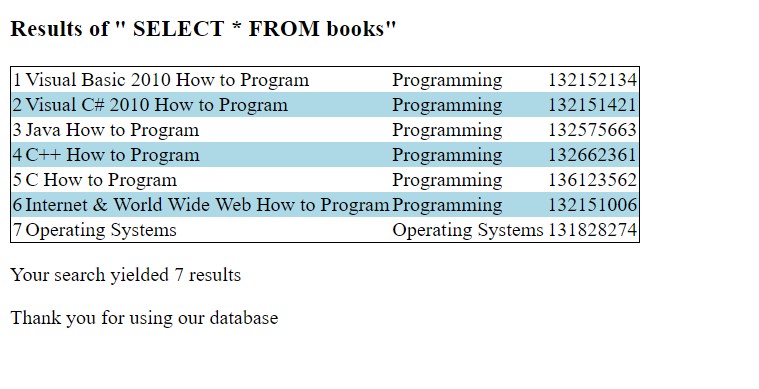 Results of " SELECT * FROM books"
1 Visual Basic 2010 How to Program Programming 132152134
2 Visual C# 2010 How to Program Programming 132151421
3 Java How to Program Programming 132575663
4 C++ How to Program Programming 132662361
5 C How to Program Programming 136123562
6 Internet & World Wide Web How to Program Programming 132151006
7 Operating Systems Operating Systems 131828274
Your search yielded 7 results
Thank you for using our database